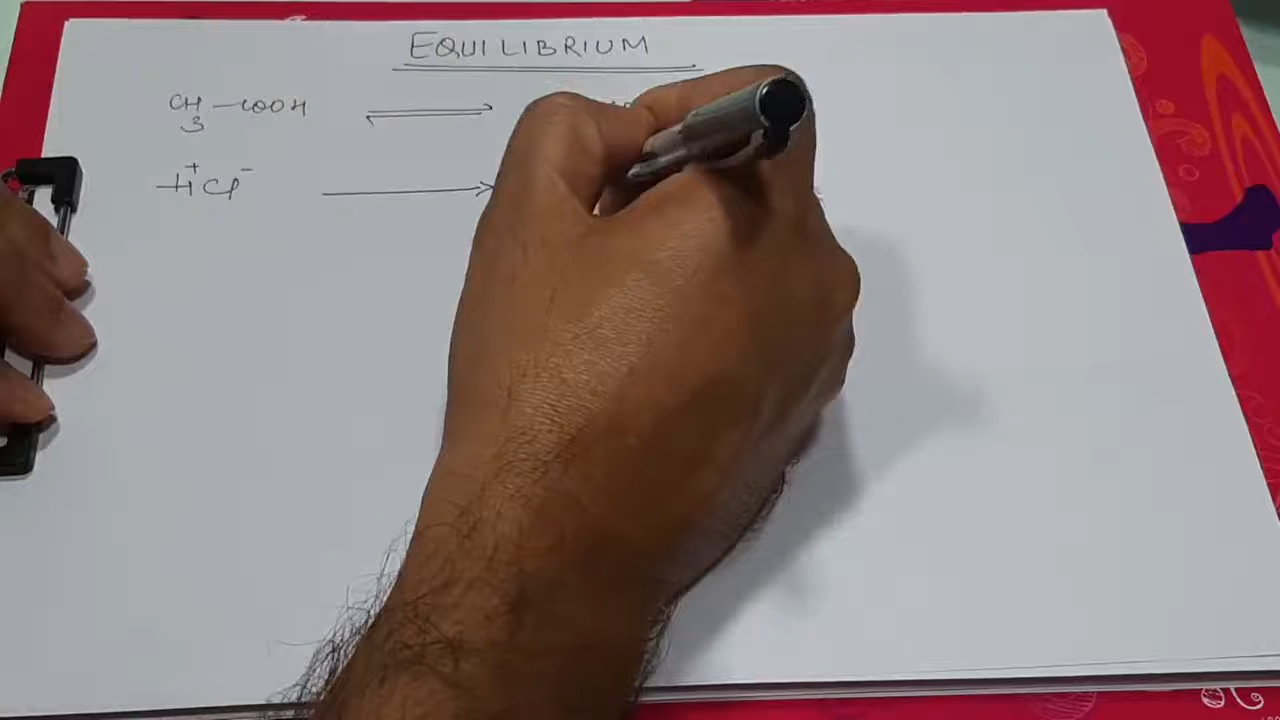 EQUILIBRIUM
CH3-COOH ⇌
H+Cl- →